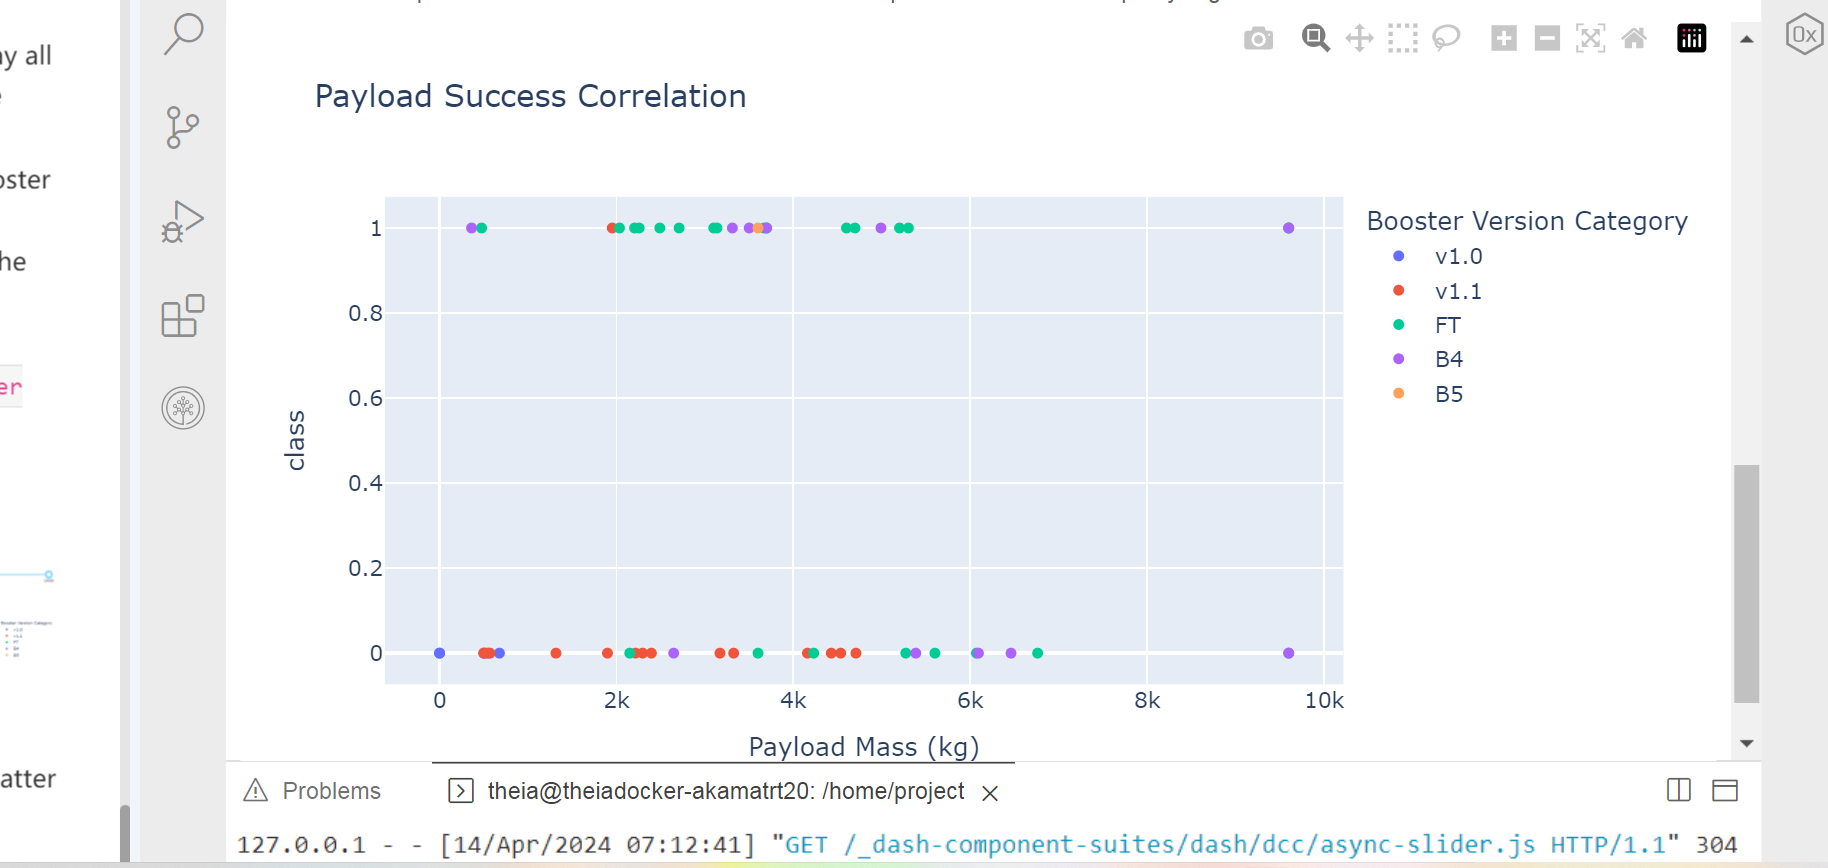 y all
oster
he
er
atter
0x
Payload Success Correlation
1
0.8
0.6
0.4
0.2
0
class
0 2k 4k 6k 8k 10k
Payload Mass (kg)
Booster Version Category
v1.0
v1.1
FT
B4
B5
Problems
theia@theiadocker-akamatrt20: /home/project
127.0.0.1 - - [14/Apr/2024 07:12:41] "GET /_dash-component-suites/dash/dcc/async-slider.js HTTP/1.1" 304